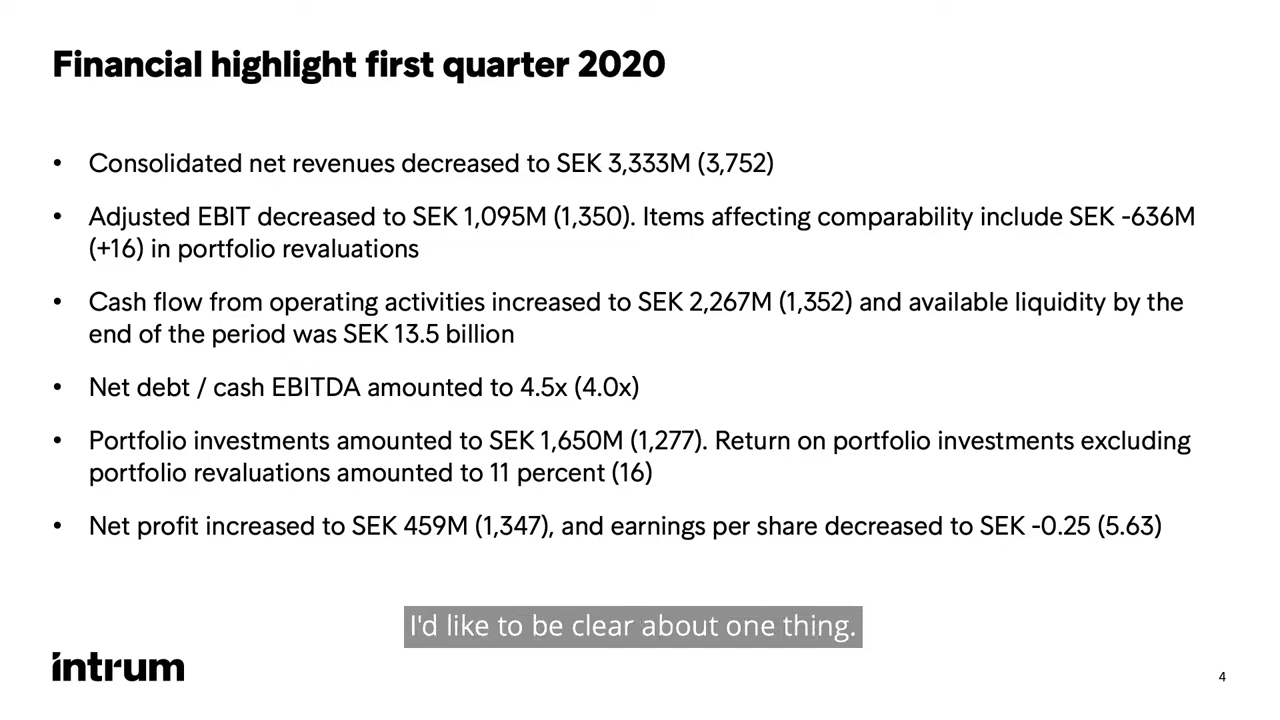 Financial highlight first quarter 2020
• Consolidated net revenues decreased to SEK 3,333M (3,752)
• Adjusted EBIT decreased to SEK 1,095M (1,350). Items affecting comparability include SEK -636M
(+16) in portfolio revaluations
• Cash flow from operating activities increased to SEK 2,267M (1,352) and available liquidity by the
end of the period was SEK 13.5 billion
• Net debt / cash EBITDA amounted to 4.5x (4.0x)
• Portfolio investments amounted to SEK 1,650M (1,277). Return on portfolio investments excluding
portfolio revaluations amounted to 11 percent (16)
• Net profit increased to SEK 459M (1,347), and earnings per share decreased to SEK -0.25 (5.63)
I'd like to be clear about one thing.
intrum
4